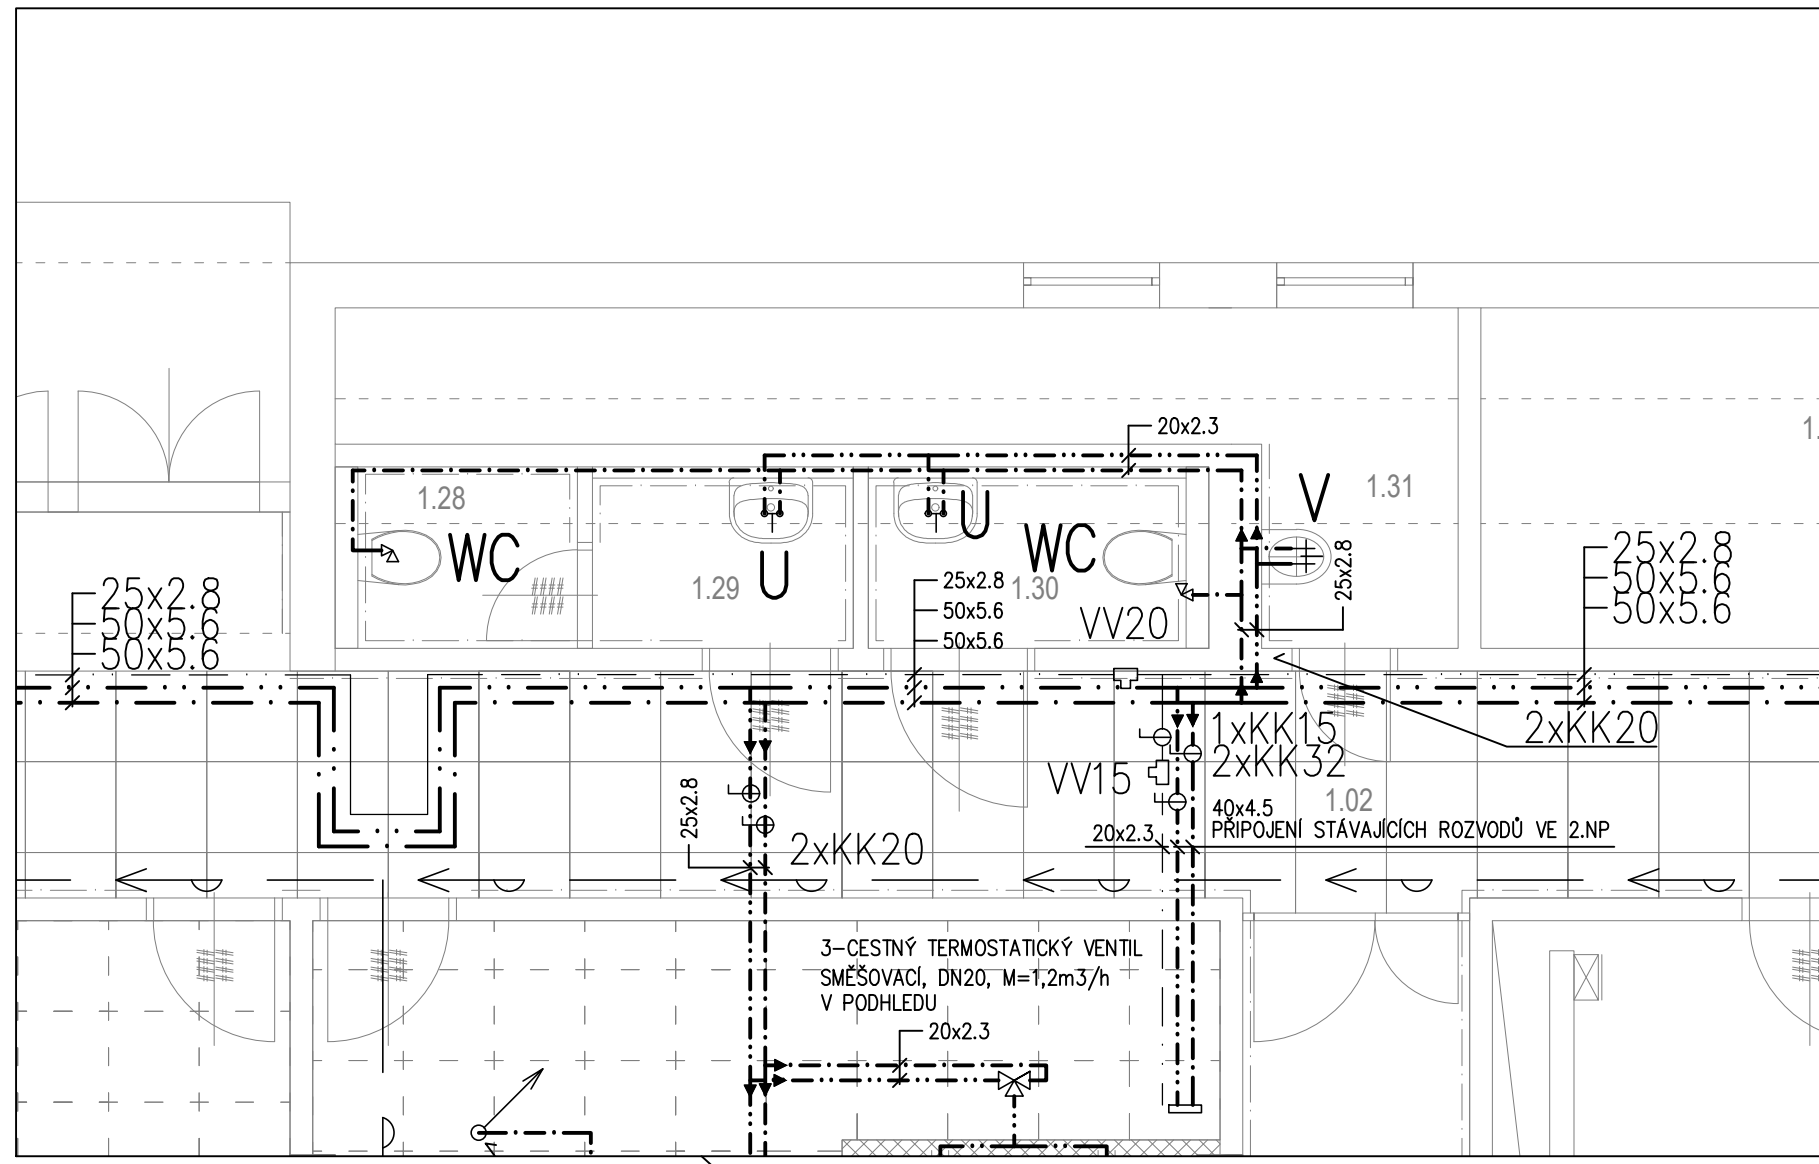 20x2.3
1.28
1.31
V
U
WC
WC
25x2.8
50x5.6
50x5.6
25x2.8
1.29
U
25x2.8
50x5.6
50x5.6
1.30
VV20
25x2.8
50x5.6
50x5.6
1xKK15
2xKK32
2xKK20
VV15
1.02
25x2.8
2xKK20
40x4.5
20x2.3
PŘIPOJENÍ STÁVAJÍCÍCH ROZVODŮ VE 2.NP
3-CESTNÝ TERMOSTATICKÝ VENTIL
SMĚŠOVACÍ, DN20, M=1,2m3/h
V PODHLEDU
20x2.3